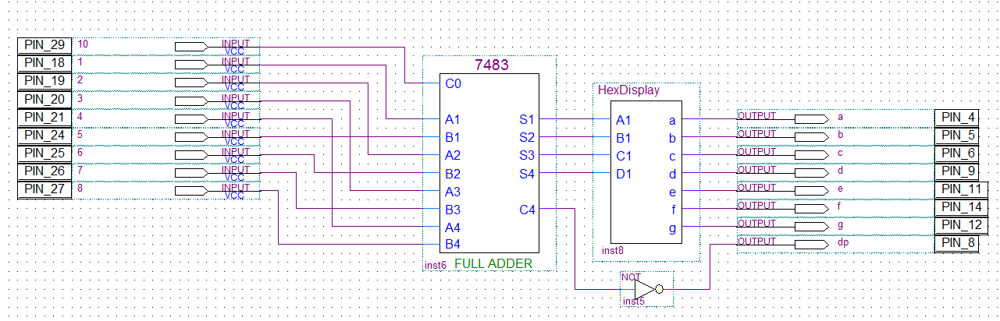 PIN_29 10 INPUT
VCC
PIN_18 1 INPUT
VCC
PIN_19 2 INPUT
VCC
PIN_20 3 INPUT
VCC
PIN_21 4 INPUT
VCC
PIN_24 5 INPUT
VCC
PIN_25 6 INPUT
VCC
PIN_26 7 INPUT
VCC
PIN_27 8 INPUT
VCC
7483
C0
A1 S1
B1 S2
A2 S3
B2 S4
A3
B3 C4
A4
B4
inst6 FULL ADDER
HexDisplay
A1 a
B1 b
C1 c
D1 d
e
f
g
inst8
NOT
inst5
OUTPUT a PIN_4
OUTPUT b PIN_5
OUTPUT c PIN_6
OUTPUT d PIN_9
OUTPUT e PIN_11
OUTPUT f PIN_14
OUTPUT g PIN_12
OUTPUT dp PIN_8